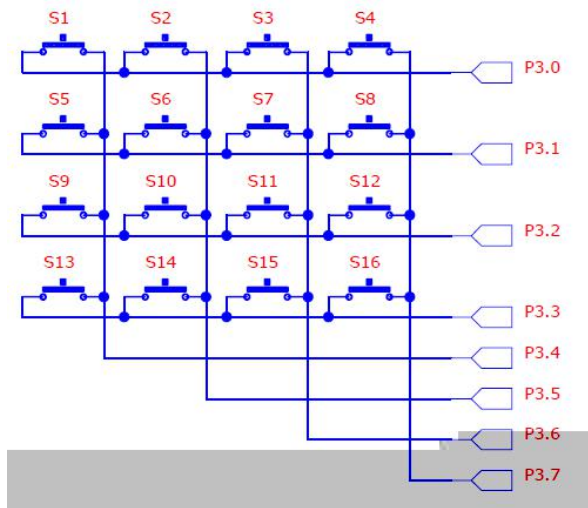 S1 S2 S3 S4
P3.0
S5 S6 S7 S8
P3.1
S9 S10 S11 S12
P3.2
S13 S14 S15 S16
P3.3
P3.4
P3.5
P3.6
P3.7